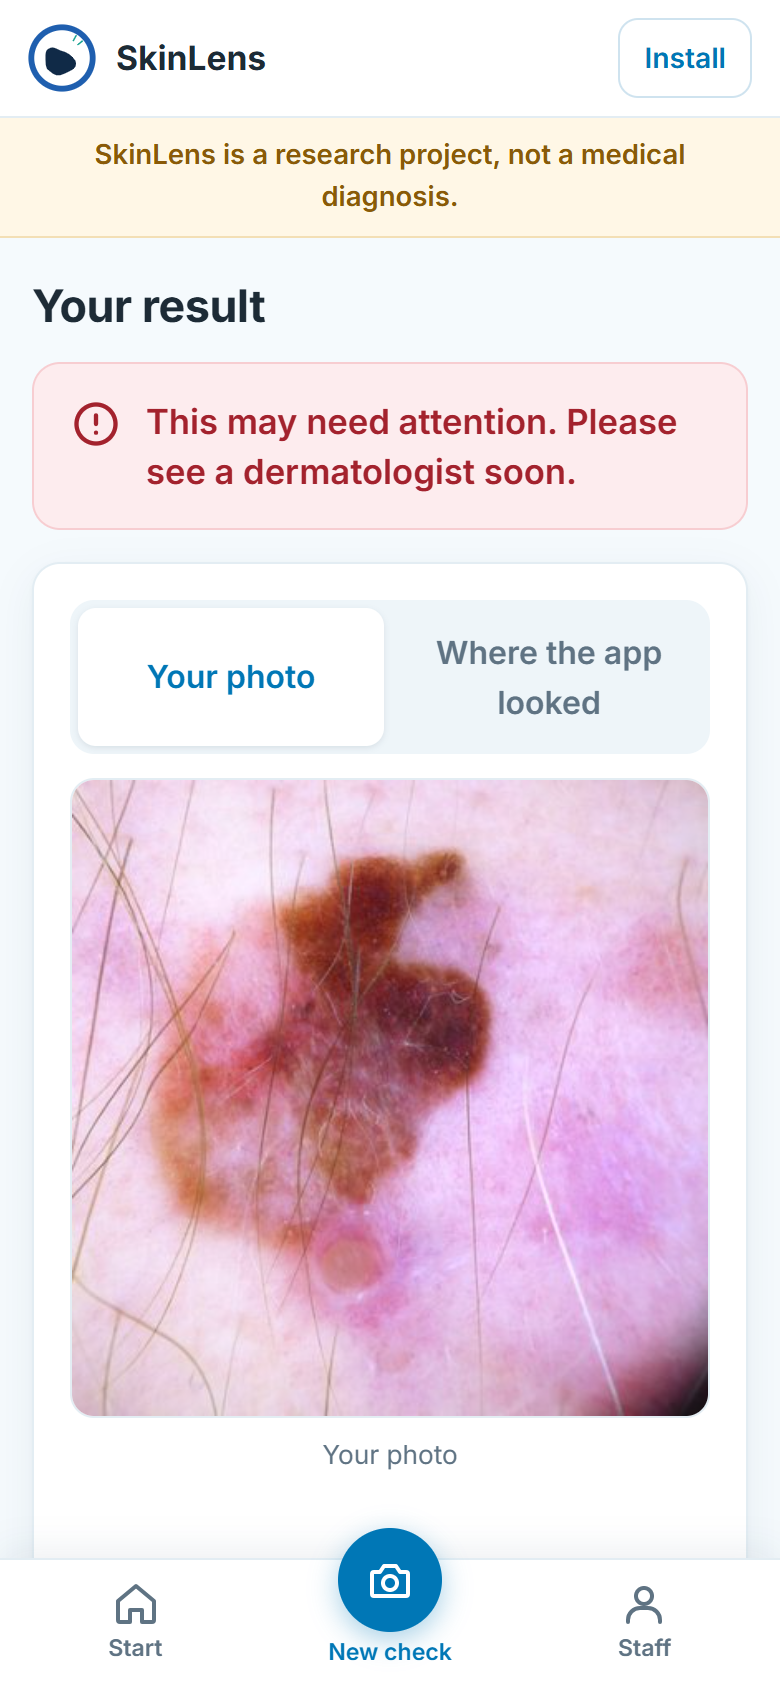 SkinLens
Install
SkinLens is a research project, not a medical
diagnosis.
Your result
This may need attention. Please
see a dermatologist soon.
Your photo
Where the app
looked
Your photo
Start
New check
Staff